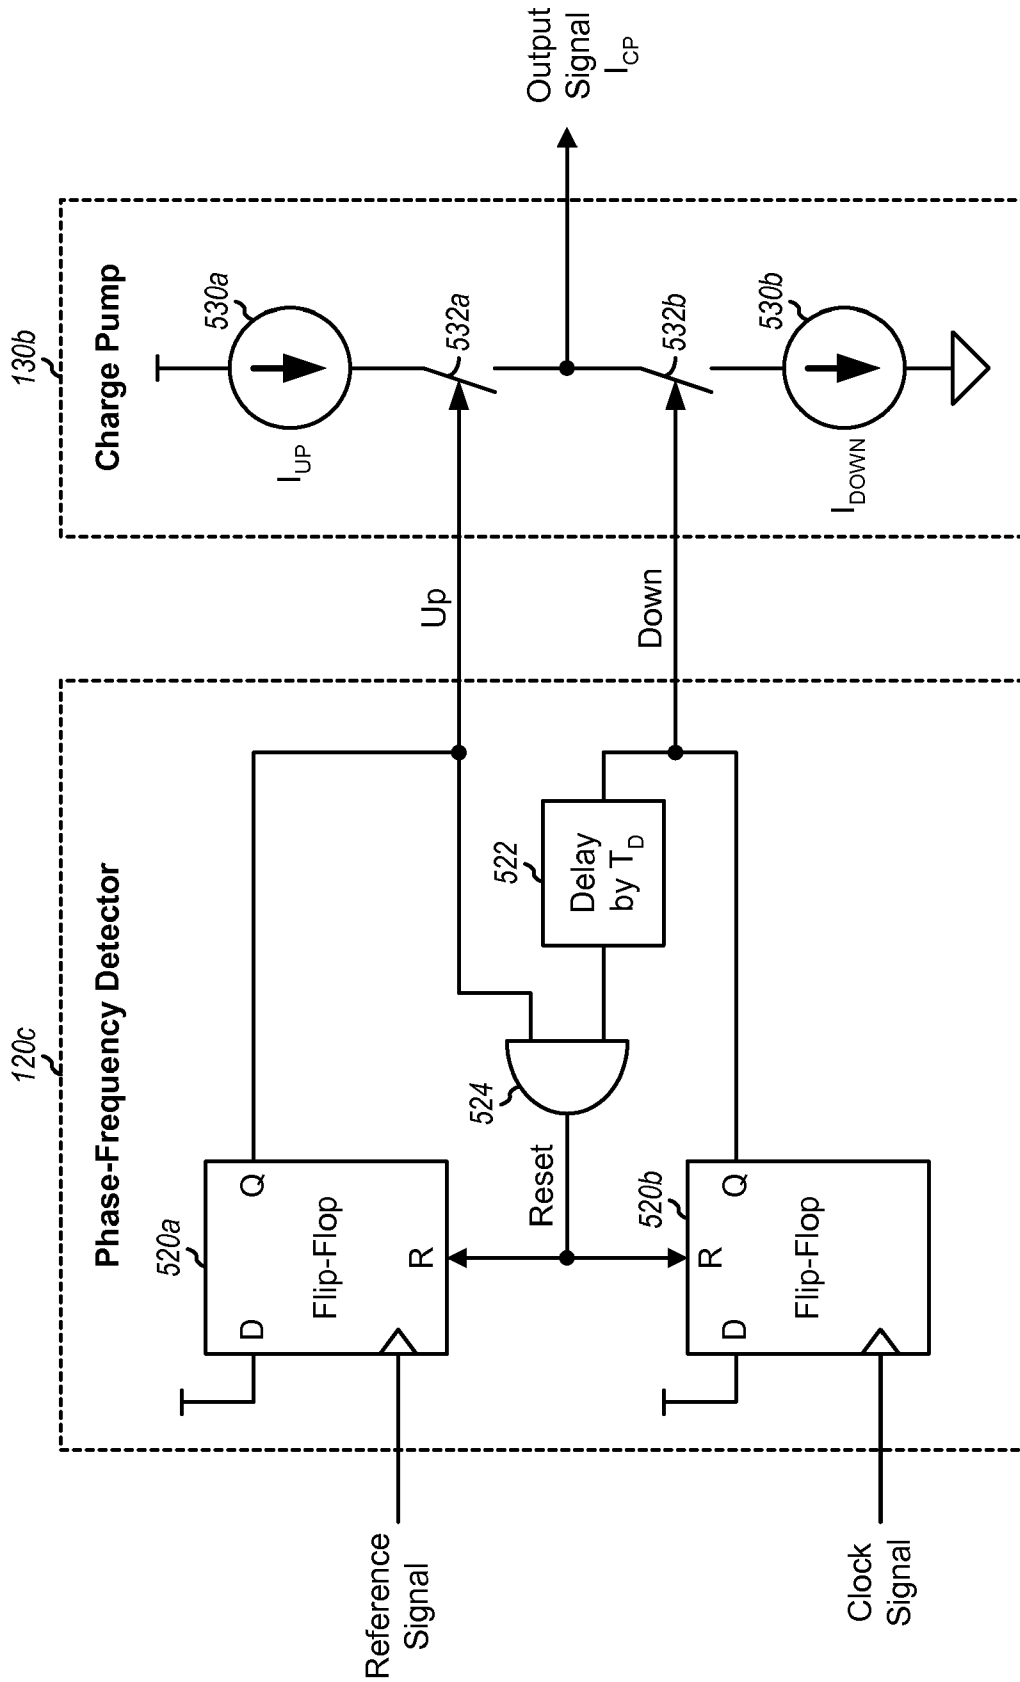 120c
130b
Phase-Frequency Detector
Charge Pump
520a
D
Q
Flip-Flop
R
Reference
Signal
Reset
524
522
Delay
by T_D
Up
Down
520b
R
D
Q
Flip-Flop
Clock
Signal
530a
I_UP
532a
Output
Signal
I_CP
532b
530b
I_DOWN